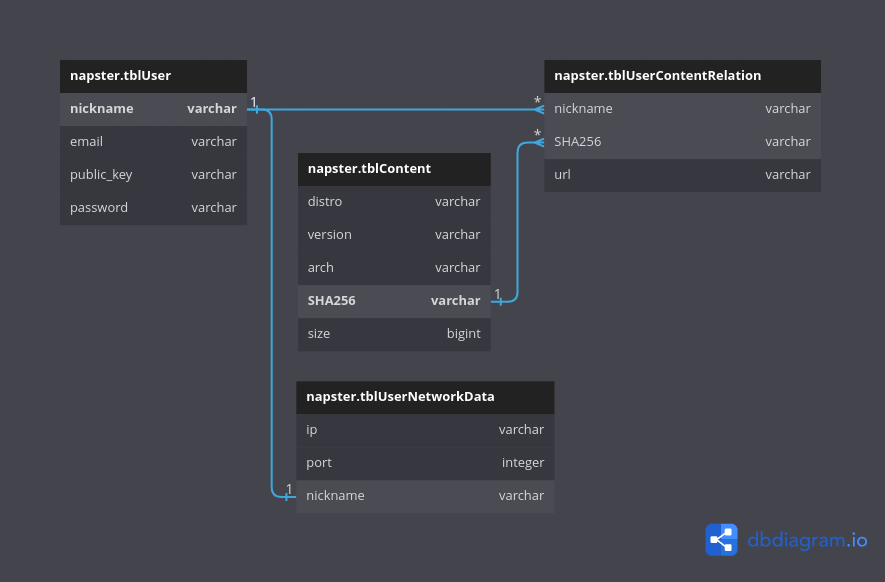 napster.tblUser
nickname varchar
email varchar
public_key varchar
password varchar
1
napster.tblContent
distro varchar
version varchar
arch varchar
SHA256 varchar
size bigint
1
napster.tblUserContentRelation
* nickname varchar
* SHA256 varchar
url varchar
napster.tblUserNetworkData
ip varchar
port integer
1 nickname varchar
dbdiagram.io